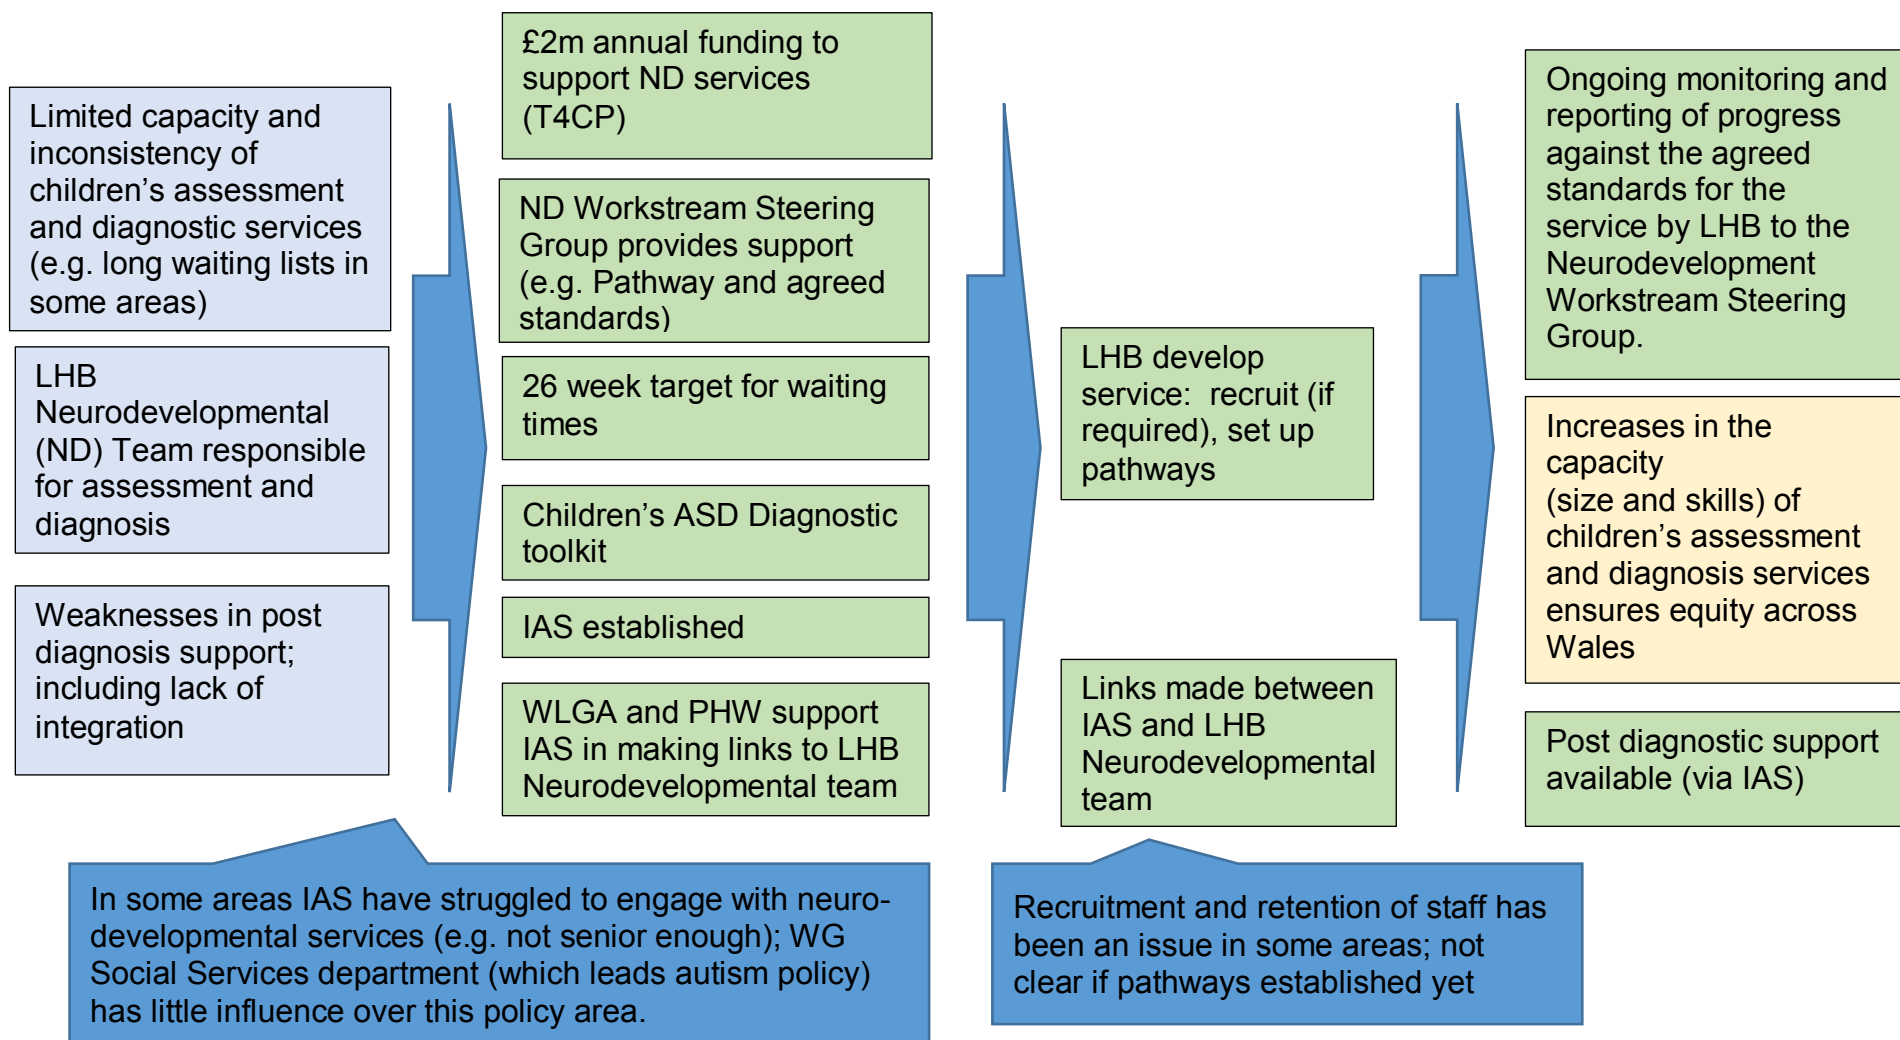 Limited capacity and
inconsistency of
children’s assessment
and diagnostic services
(e.g. long waiting lists in
some areas)
LHB
Neurodevelopmental
(ND) Team responsible
for assessment and
diagnosis
Weaknesses in post
diagnosis support;
including lack of
integration
£2m annual funding to
support ND services
(T4CP)
ND Workstream Steering
Group provides support
(e.g. Pathway and agreed
standards)
26 week target for waiting
times
Children’s ASD Diagnostic
toolkit
IAS established
WLGA and PHW support
IAS in making links to LHB
Neurodevelopmental team
LHB develop
service:  recruit (if
required), set up
pathways
Links made between
IAS and LHB
Neurodevelopmental
team
Ongoing monitoring and
reporting of progress
against the agreed
standards for the
service by LHB to the
Neurodevelopment
Workstream Steering
Group.
Increases in the
capacity
(size and skills) of
children’s assessment
and diagnosis services
ensures equity across
Wales
Post diagnostic support
available (via IAS)
In some areas IAS have struggled to engage with neuro-
developmental services (e.g. not senior enough); WG
Social Services department (which leads autism policy)
has little influence over this policy area.
Recruitment and retention of staff has
been an issue in some areas; not
clear if pathways established yet